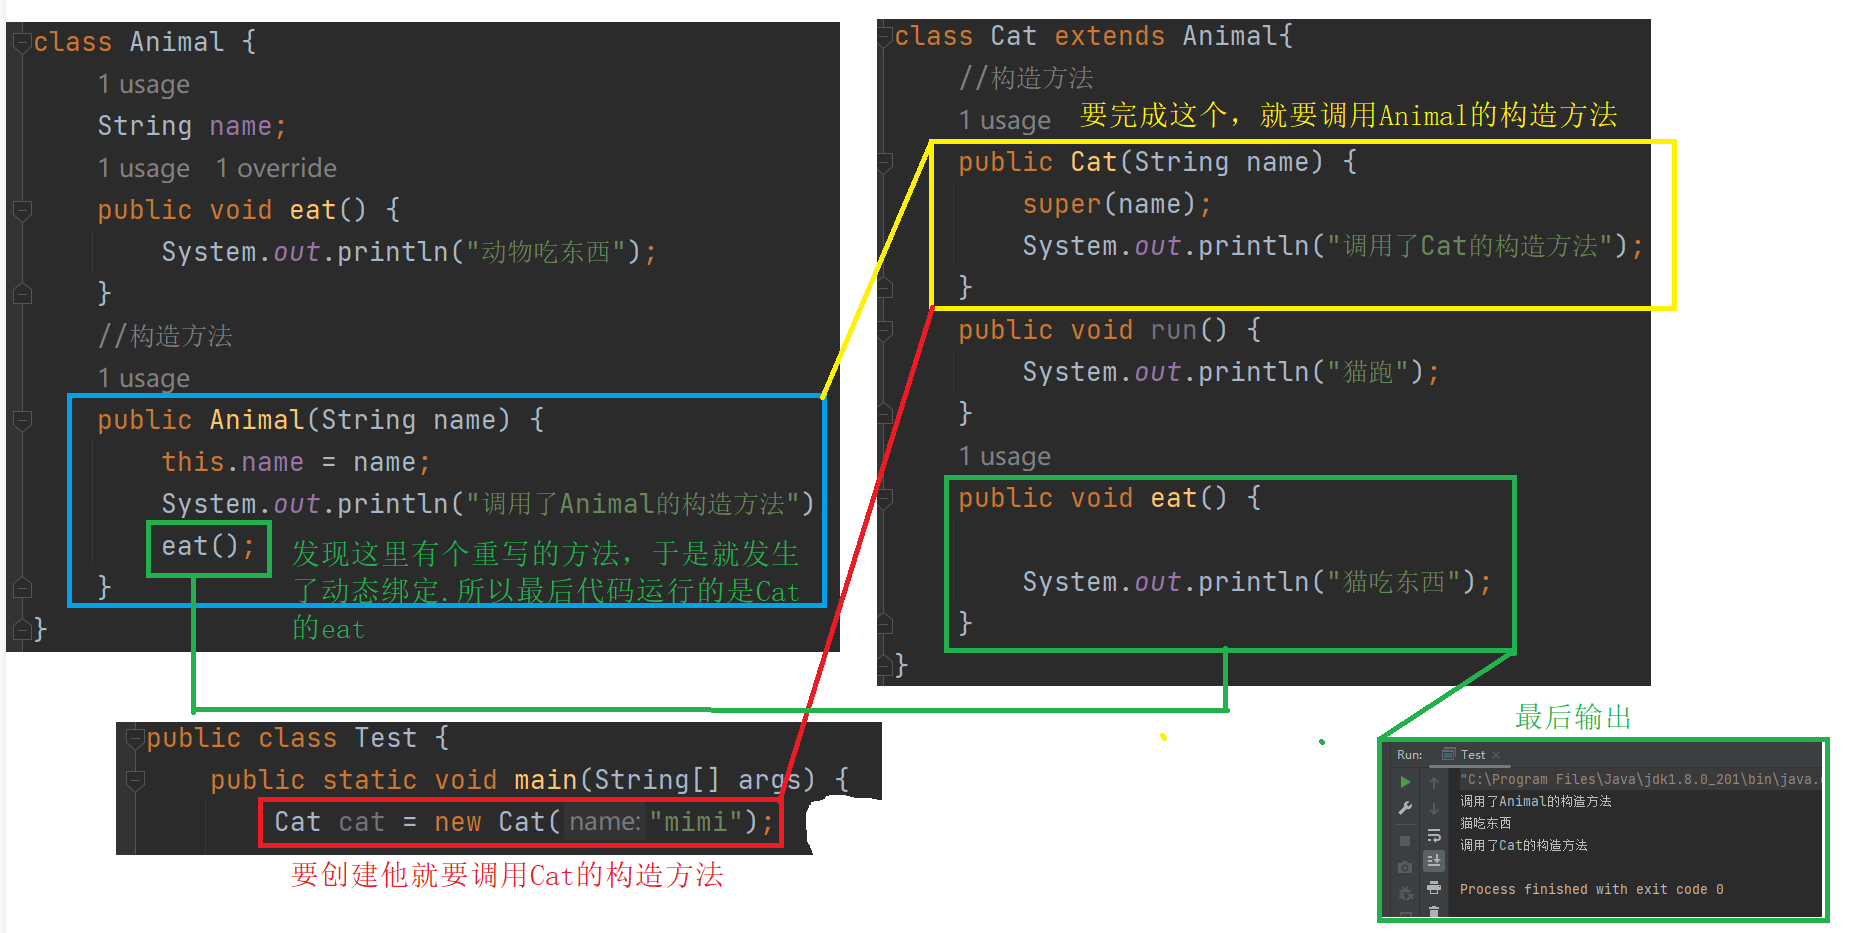 class Animal {
1 usage
String name;
1 usage   1 override
public void eat() {
System.out.println("动物吃东西");
}
//构造方法
1 usage
public Animal(String name) {
this.name = name;
System.out.println("调用了Animal的构造方法")
eat();
发现这里有个重写的方法，于是就发生
了动态绑定.所以最后代码运行的是Cat
的eat
}
}
class Cat extends Animal{
//构造方法
1 usage
要完成这个，就要调用Animal的构造方法
public Cat(String name) {
super(name);
System.out.println("调用了Cat的构造方法");
}
public void run() {
System.out.println("猫跑");
}
1 usage
public void eat() {
System.out.println("猫吃东西");
}
}
public class Test {
public static void main(String[] args) {
Cat cat = new Cat( name: "mimi");
要创建他就要调用Cat的构造方法
最后输出
Run: Test ×
"C:\Program Files\Java\jdk1.8.0_201\bin\java.
调用了Animal的构造方法
猫吃东西
调用了Cat的构造方法
Process finished with exit code 0